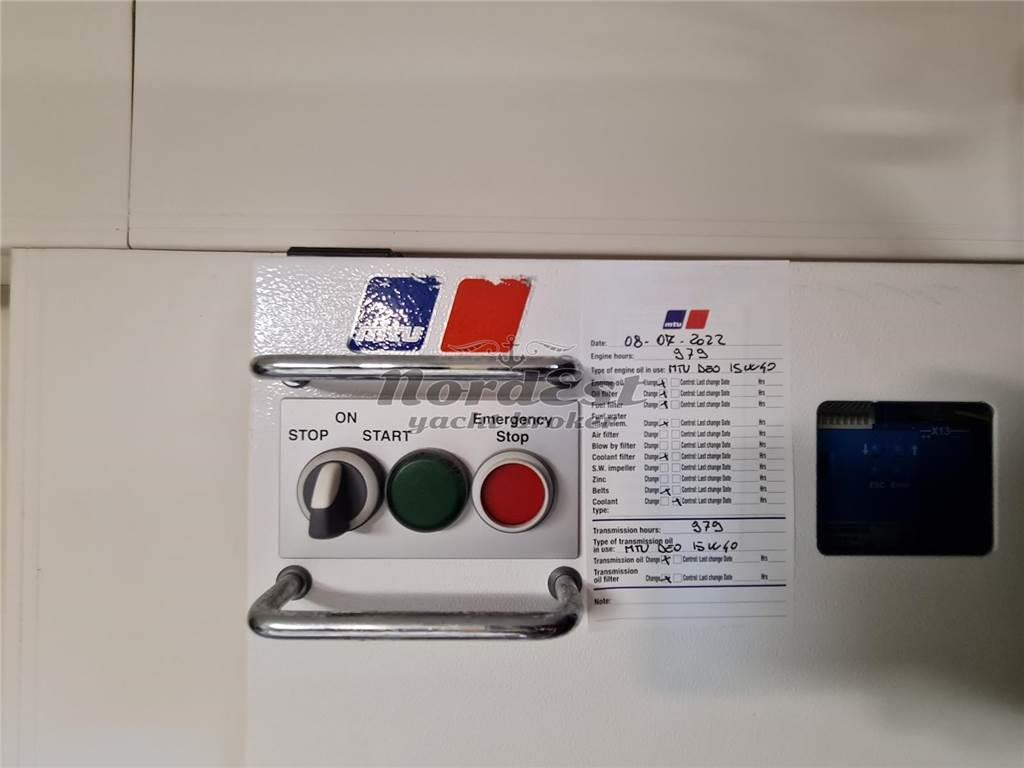 mtu
Date: 08-07-2022
Engine hours: 979
Type of engine oil in use: MTU DEO 15W40
Engine oil Change x Control: Last change Date Hrs
Oil filter Change x Control: Last change Date Hrs
Fuel filter Change x Control: Last change Date Hrs
Fuel water
elem. Change x Control: Last change Date Hrs
Air filter Change Control: Last change Date Hrs
Blow by filter Change Control: Last change Date Hrs
Coolant filter Change x Control: Last change Date Hrs
S.W. impeller Change Control: Last change Date Hrs
Zinc Change Control: Last change Date Hrs
Belts Change x Control: Last change Date Hrs
Coolant Change x Control: Last change Date Hrs
type:
Transmission hours: 979
Type of transmission oil
in use: MTU DEO 15W40
Transmission oil Change x Control: Last change Date Hrs
Transmission
oil filter Change x Control: Last change Date Hrs
Note:
NordEst
yacht broker
ON
STOP START
Emergency
Stop
X13
ESC